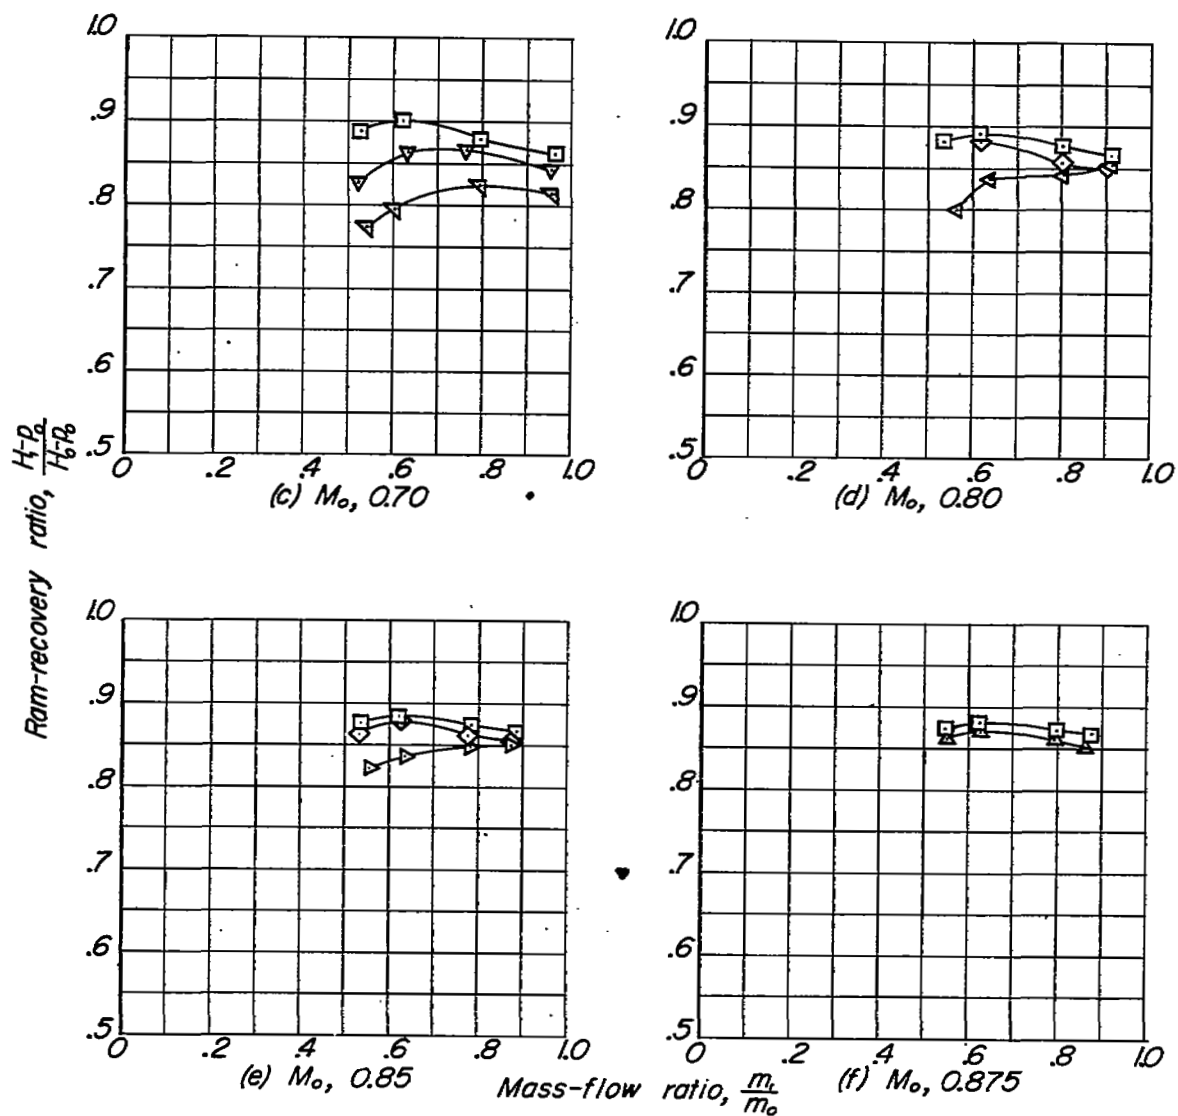 1.0 1.0
.9 .9
.8 .8
.7 .7
.6 .6
.5 .5
0 .2 .4 .6 .8 1.0 0 .2 .4 .6 .8 1.0
(c) M₀, 0.70 (d) M₀, 0.80
Ram-recovery ratio, H₁-p₀/H₀-p₀
1.0 1.0
.9 .9
.8 .8
.7 .7
.6 .6
.5 .5
0 .2 .4 .6 .8 1.0 0 .2 .4 .6 .8 1.0
(e) M₀, 0.85 (f) M₀, 0.875
Mass-flow ratio, m₁/m₀